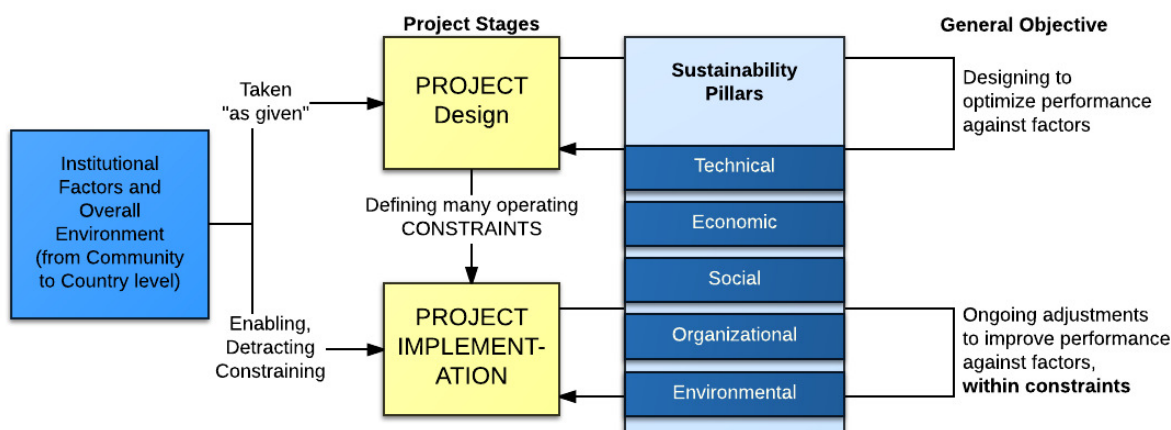 Project Stages
General Objective
Institutional
Factors and
Overall
Environment
(from Community
to Country level)
Taken
"as given"
Enabling,
Detracting
Constraining
PROJECT
Design
Defining many operating
CONSTRAINTS
PROJECT
IMPLEMENT-
ATION
Sustainability
Pillars
Technical
Economic
Social
Organizational
Environmental
Designing to
optimize performance
against factors
Ongoing adjustments
to improve performance
against factors,
within constraints